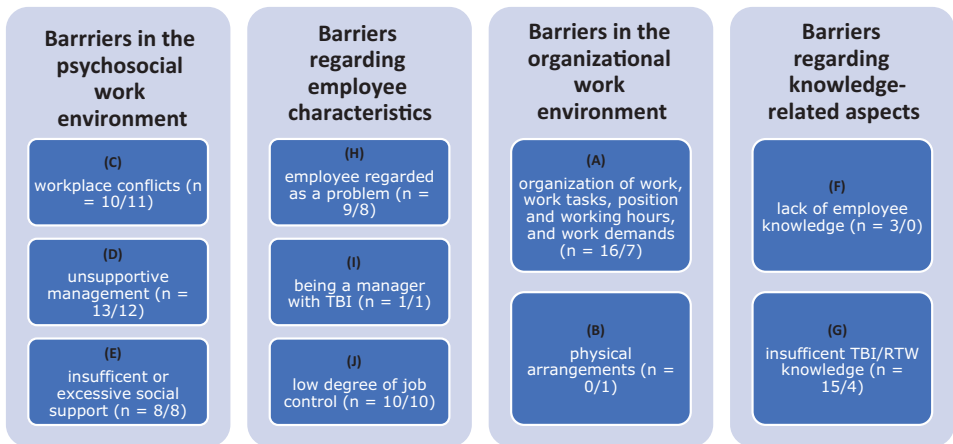 Barrriers in the
psychosocial
work
environment
(C)
workplace conflicts (n
= 10/11)
(D)
unsupportive
management (n =
13/12)
(E)
insufficent or
excessive social
support (n = 8/8)
Barriers
regarding
employee
characteristics
(H)
employee regarded
as a problem (n =
9/8)
(I)
being a manager
with TBI (n = 1/1)
(J)
low degree of job
control (n = 10/10)
Barriers in the
organizational
work
environment
(A)
organization of work,
work tasks, position
and working hours,
and work demands
(n = 16/7)
(B)
physical
arrangements (n =
0/1)
Barriers
regarding
knowledge-
related aspects
(F)
lack of employee
knowledge (n = 3/0)
(G)
insufficent TBI/RTW
knowledge (n =
15/4)